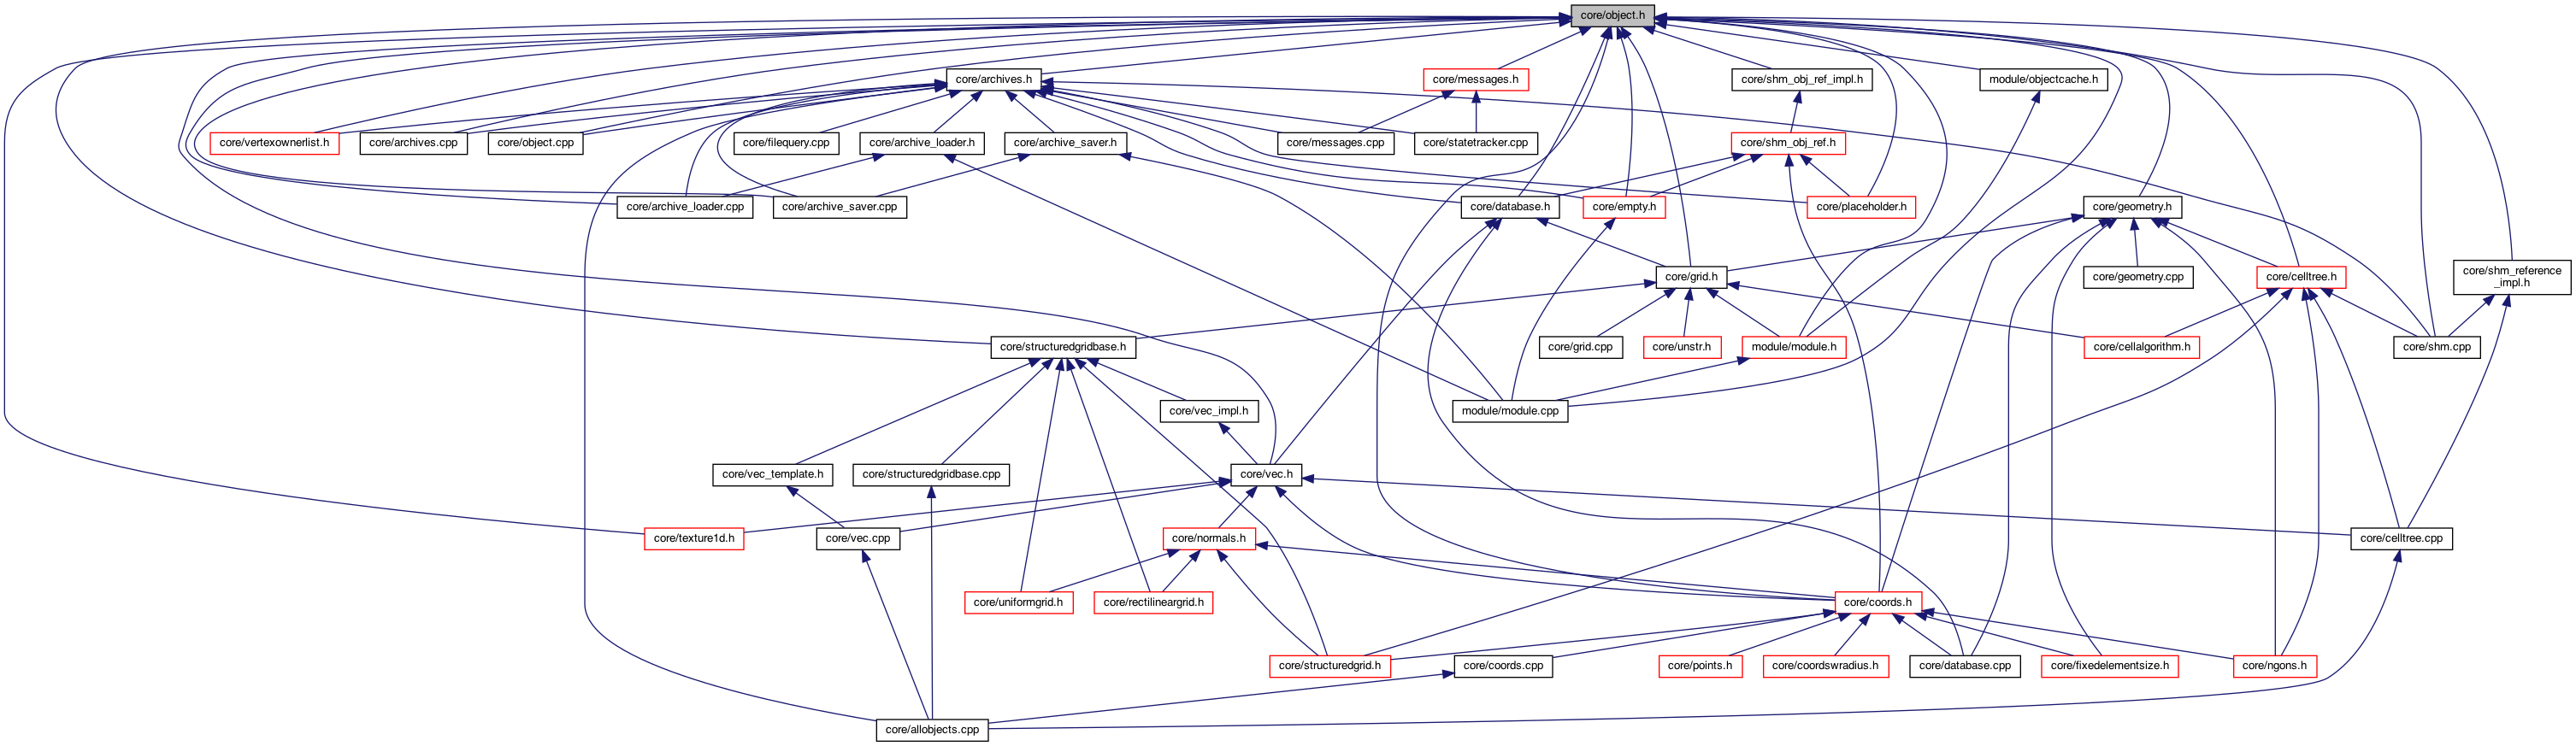 core/object.h
core/archives.h
core/messages.h
core/shm_obj_ref_impl.h
module/objectcache.h
core/vertexownerlist.h
core/archives.cpp
core/object.cpp
core/filequery.cpp
core/archive_loader.h
core/archive_saver.h
core/messages.cpp
core/statetracker.cpp
core/shm_obj_ref.h
core/archive_loader.cpp
core/archive_saver.cpp
core/database.h
core/empty.h
core/placeholder.h
core/geometry.h
core/grid.h
core/geometry.cpp
core/celltree.h
core/shm_reference
_impl.h
core/structuredgridbase.h
core/grid.cpp
core/unstr.h
module/module.h
core/cellalgorithm.h
core/shm.cpp
core/vec_impl.h
module/module.cpp
core/vec_template.h
core/structuredgridbase.cpp
core/vec.h
core/texture1d.h
core/vec.cpp
core/normals.h
core/celltree.cpp
core/uniformgrid.h
core/rectilineargrid.h
core/coords.h
core/structuredgrid.h
core/coords.cpp
core/points.h
core/coordswradius.h
core/database.cpp
core/fixedelementsize.h
core/ngons.h
core/allobjects.cpp